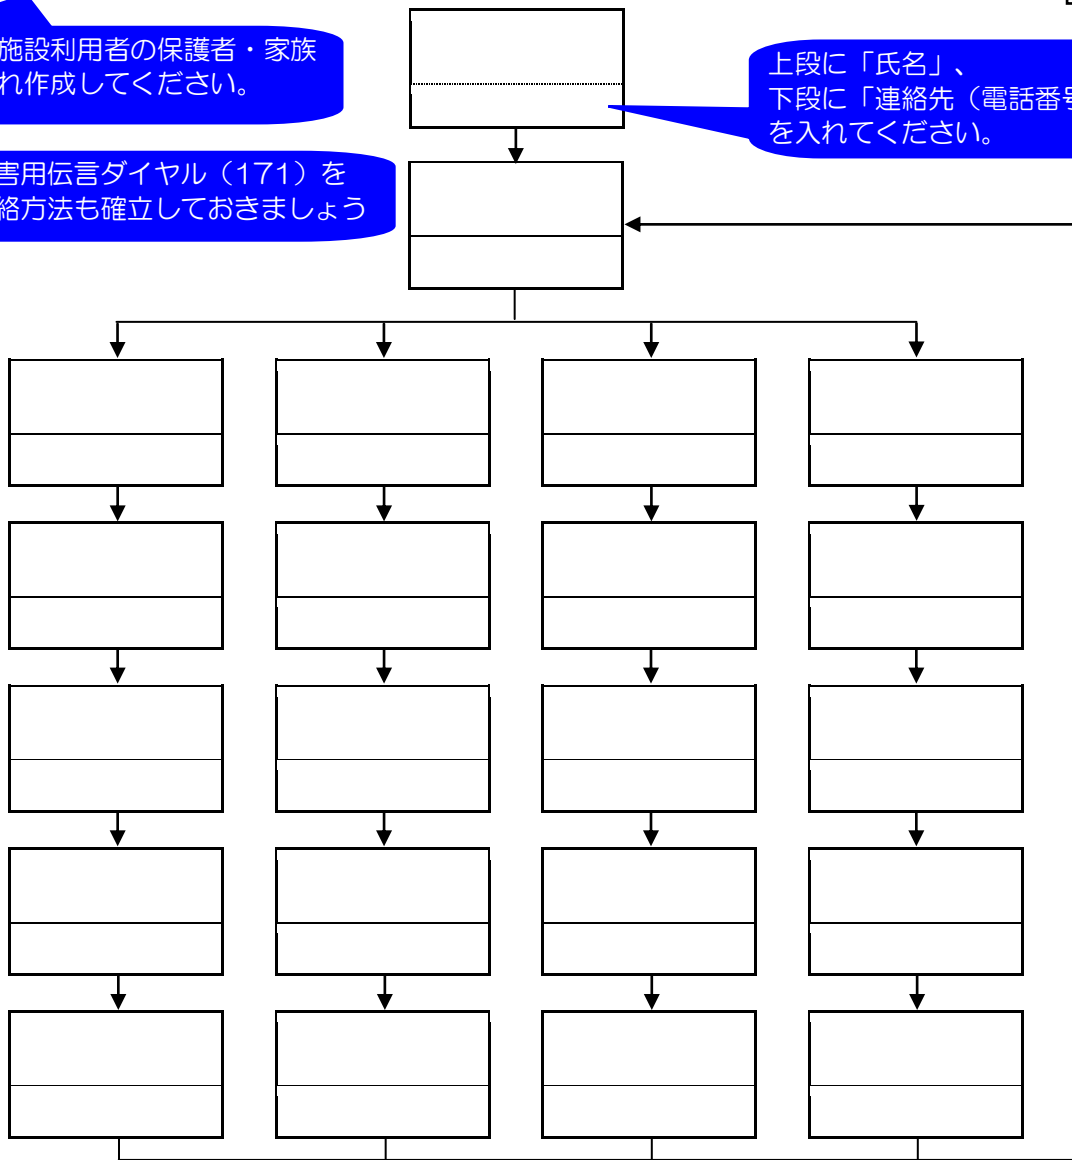 施設利用者の保護者・家族
れ作成してください。
上段に「氏名」、
下段に「連絡先（電話番号
を入れてください。
害用伝言ダイヤル（171）を
絡方法も確立しておきましょう